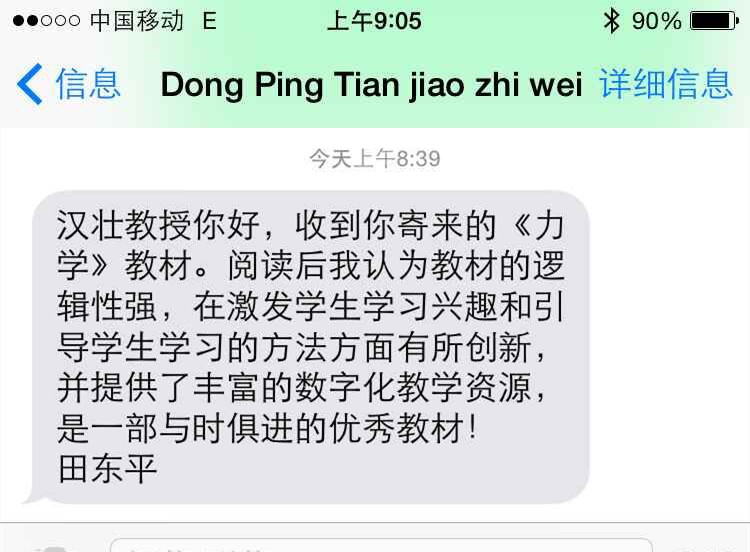 中国移动 E 上午9:05 90%
信息 Dong Ping Tian jiao zhi wei 详细信息
今天上午8:39
汉壮教授你好，收到你寄来的《力
学》教材。阅读后我认为教材的逻
辑性强，在激发学生学习兴趣和引
导学生学习的方法方面有所创新，
并提供了丰富的数字化教学资源，
是一部与时俱进的优秀教材！
田东平